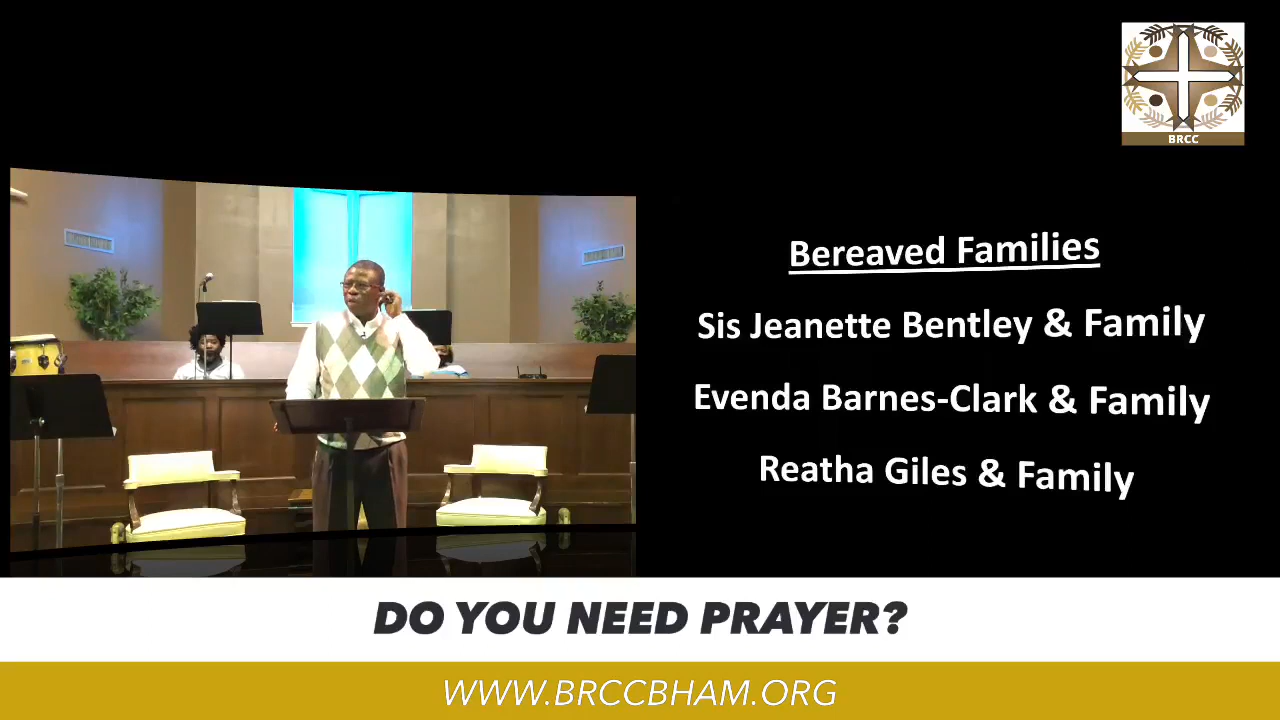 BRCC
Bereaved Families
Sis Jeanette Bentley & Family
Evenda Barnes-Clark & Family
Reatha Giles & Family
DO YOU NEED PRAYER?
WWW.BRCCBHAM.ORG